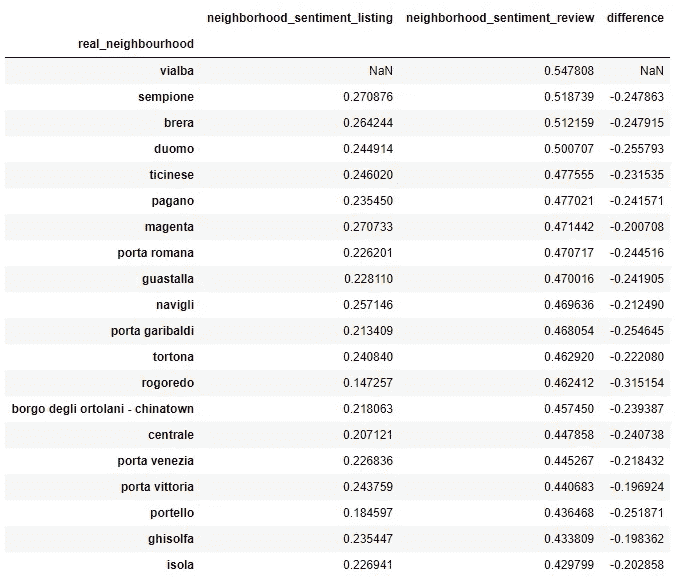 neighborhood_sentiment_listing neighborhood_sentiment_review difference
real_neighbourhood
vialba NaN 0.547808 NaN
sempione 0.270876 0.518739 -0.247863
brera 0.264244 0.512159 -0.247915
duomo 0.244914 0.500707 -0.255793
ticinese 0.246020 0.477555 -0.231535
pagano 0.235450 0.477021 -0.241571
magenta 0.270733 0.471442 -0.200708
porta romana 0.226201 0.470717 -0.244516
guastalla 0.228110 0.470016 -0.241905
navigli 0.257146 0.469636 -0.212490
porta garibaldi 0.213409 0.468054 -0.254645
tortona 0.240840 0.462920 -0.222080
rogoredo 0.147257 0.462412 -0.315154
borgo degli ortolani - chinatown 0.218063 0.457450 -0.239387
centrale 0.207121 0.447858 -0.240738
porta venezia 0.226836 0.445267 -0.218432
porta vittoria 0.243759 0.440683 -0.196924
portello 0.184597 0.436468 -0.251871
ghisolfa 0.235447 0.433809 -0.198362
isola 0.226941 0.429799 -0.202858